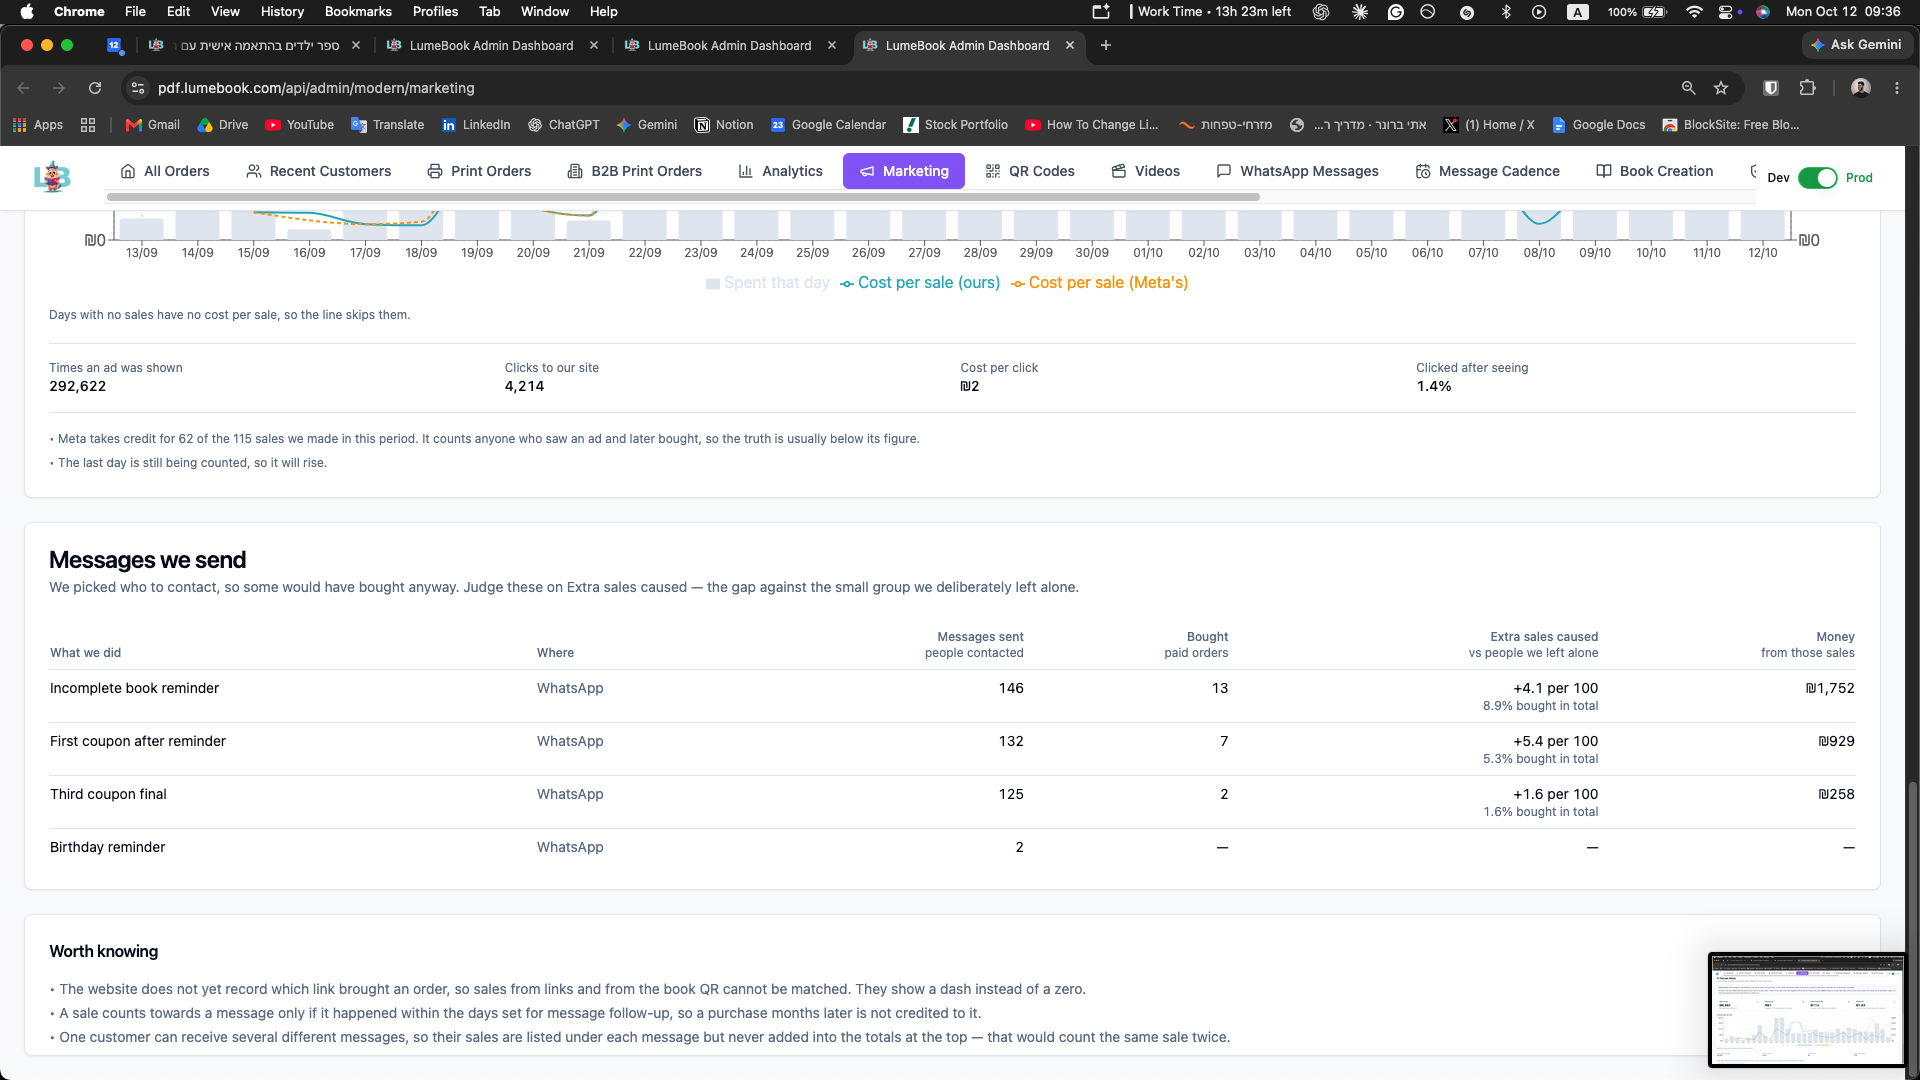 Chrome File Edit View History Bookmarks Profiles Tab Window Help
Work Time • 13h 23m left
A
100%
Mon Oct 12 09:36
12
ספר ילדים בהתאמה אישית עם
LumeBook Admin Dashboard
LumeBook Admin Dashboard
LumeBook Admin Dashboard
Ask Gemini
pdf.lumebook.com/api/admin/modern/marketing
Apps Gmail Drive YouTube Translate LinkedIn ChatGPT Gemini Notion Google Calendar Stock Portfolio How To Change Li... מזרחי-טפחות אתי ברונר · מדריך ר... (1) Home / X Google Docs BlockSite: Free Blo...
LB
All Orders Recent Customers Print Orders B2B Print Orders Analytics Marketing QR Codes Videos WhatsApp Messages Message Cadence Book Creation Dev Prod
₪0 ₪0
13/09 14/09 15/09 16/09 17/09 18/09 19/09 20/09 21/09 22/09 23/09 24/09 25/09 26/09 27/09 28/09 29/09 30/09 01/10 02/10 03/10 04/10 05/10 06/10 07/10 08/10 09/10 10/10 11/10 12/10
Spent that day Cost per sale (ours) Cost per sale (Meta's)
Days with no sales have no cost per sale, so the line skips them.
Times an ad was shown Clicks to our site Cost per click Clicked after seeing
292,622 4,214 ₪2 1.4%
• Meta takes credit for 62 of the 115 sales we made in this period. It counts anyone who saw an ad and later bought, so the truth is usually below its figure.
• The last day is still being counted, so it will rise.
Messages we send
We picked who to contact, so some would have bought anyway. Judge these on Extra sales caused — the gap against the small group we deliberately left alone.
Messages sent Bought Extra sales caused Money
What we did Where people contacted paid orders vs people we left alone from those sales
Incomplete book reminder WhatsApp 146 13 +4.1 per 100 ₪1,752
8.9% bought in total
First coupon after reminder WhatsApp 132 7 +5.4 per 100 ₪929
5.3% bought in total
Third coupon final WhatsApp 125 2 +1.6 per 100 ₪258
1.6% bought in total
Birthday reminder WhatsApp 2 — — —
Worth knowing
• The website does not yet record which link brought an order, so sales from links and from the book QR cannot be matched. They show a dash instead of a zero.
• A sale counts towards a message only if it happened within the days set for message follow-up, so a purchase months later is not credited to it.
• One customer can receive several different messages, so their sales are listed under each message but never added into the totals at the top — that would count the same sale twice.